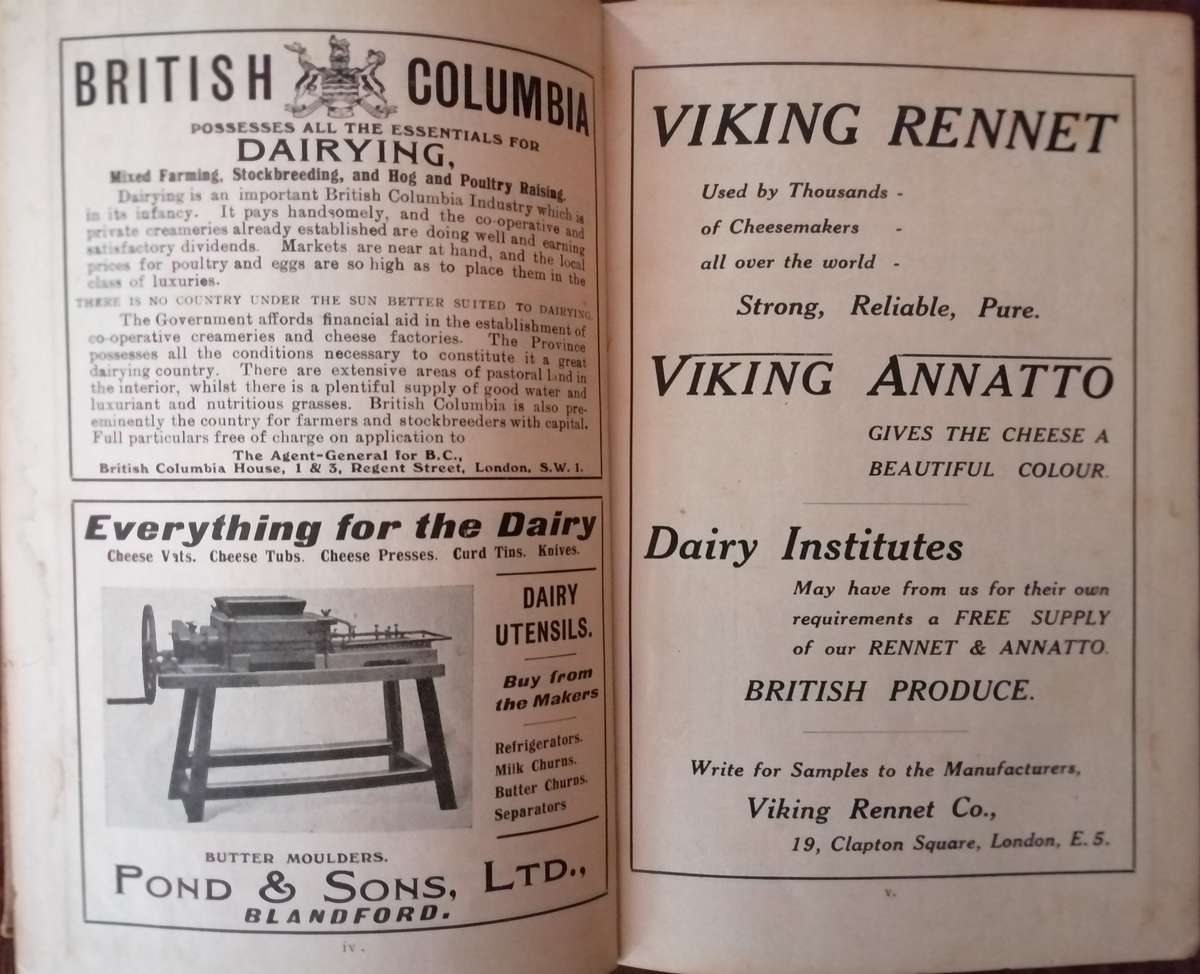 BRITISH COLUMBIA
POSSESSES ALL THE ESSENTIALS FOR
DAIRYING,
Mixed Farming, Stockbreeding, and Hog and Poultry Raising.
Dairying is an important British Columbia Industry which is
in its infancy. It pays handsomely, and the co-operative and
private creameries already established are doing well and earning
satisfactory dividends. Markets are near at hand, and the local
prices for poultry and eggs are so high as to place them in the
class of luxuries.
THERE IS NO COUNTRY UNDER THE SUN BETTER SUITED TO DAIRYING.
The Government affords financial aid in the establishment of
co-operative creameries and cheese factories. The Province
possesses all the conditions necessary to constitute it a great
dairying country. There are extensive areas of pastoral land in
the interior, whilst there is a plentiful supply of good water and
luxuriant and nutritious grasses. British Columbia is also pre-
eminently the country for farmers and stockbreeders with capital.
Full particulars free of charge on application to
The Agent-General for B.C.,
British Columbia House, 1 & 3, Regent Street, London, S.W. 1.
Everything for the Dairy
Cheese Vats. Cheese Tubs. Cheese Presses. Curd Tins. Knives.
DAIRY
UTENSILS.
Buy from
the Makers
Refrigerators.
Milk Churns.
Butter Churns.
Separators
BUTTER MOULDERS.
POND & SONS, LTD.,
BLANDFORD.
iv.
VIKING RENNET
Used by Thousands -
of Cheesemakers -
all over the world -
Strong, Reliable, Pure.
VIKING ANNATTO
GIVES THE CHEESE A
BEAUTIFUL COLOUR.
Dairy Institutes
May have from us for their own
requirements a FREE SUPPLY
of our RENNET & ANNATTO.
BRITISH PRODUCE.
Write for Samples to the Manufacturers,
Viking Rennet Co.,
19, Clapton Square, London, E.5.
v.